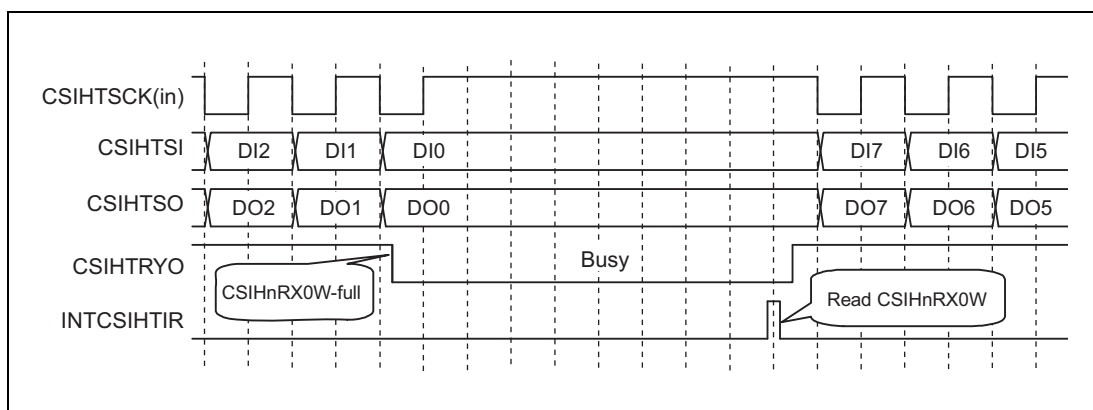 CSIHTSCK(in)
CSIHTSI DI2 DI1 DI0 DI7 DI6 DI5
CSIHTSO DO2 DO1 DO0 DO7 DO6 DO5
CSIHTRYO Busy
CSIHnRX0W-full
Read CSIHnRX0W
INTCSIHTIR